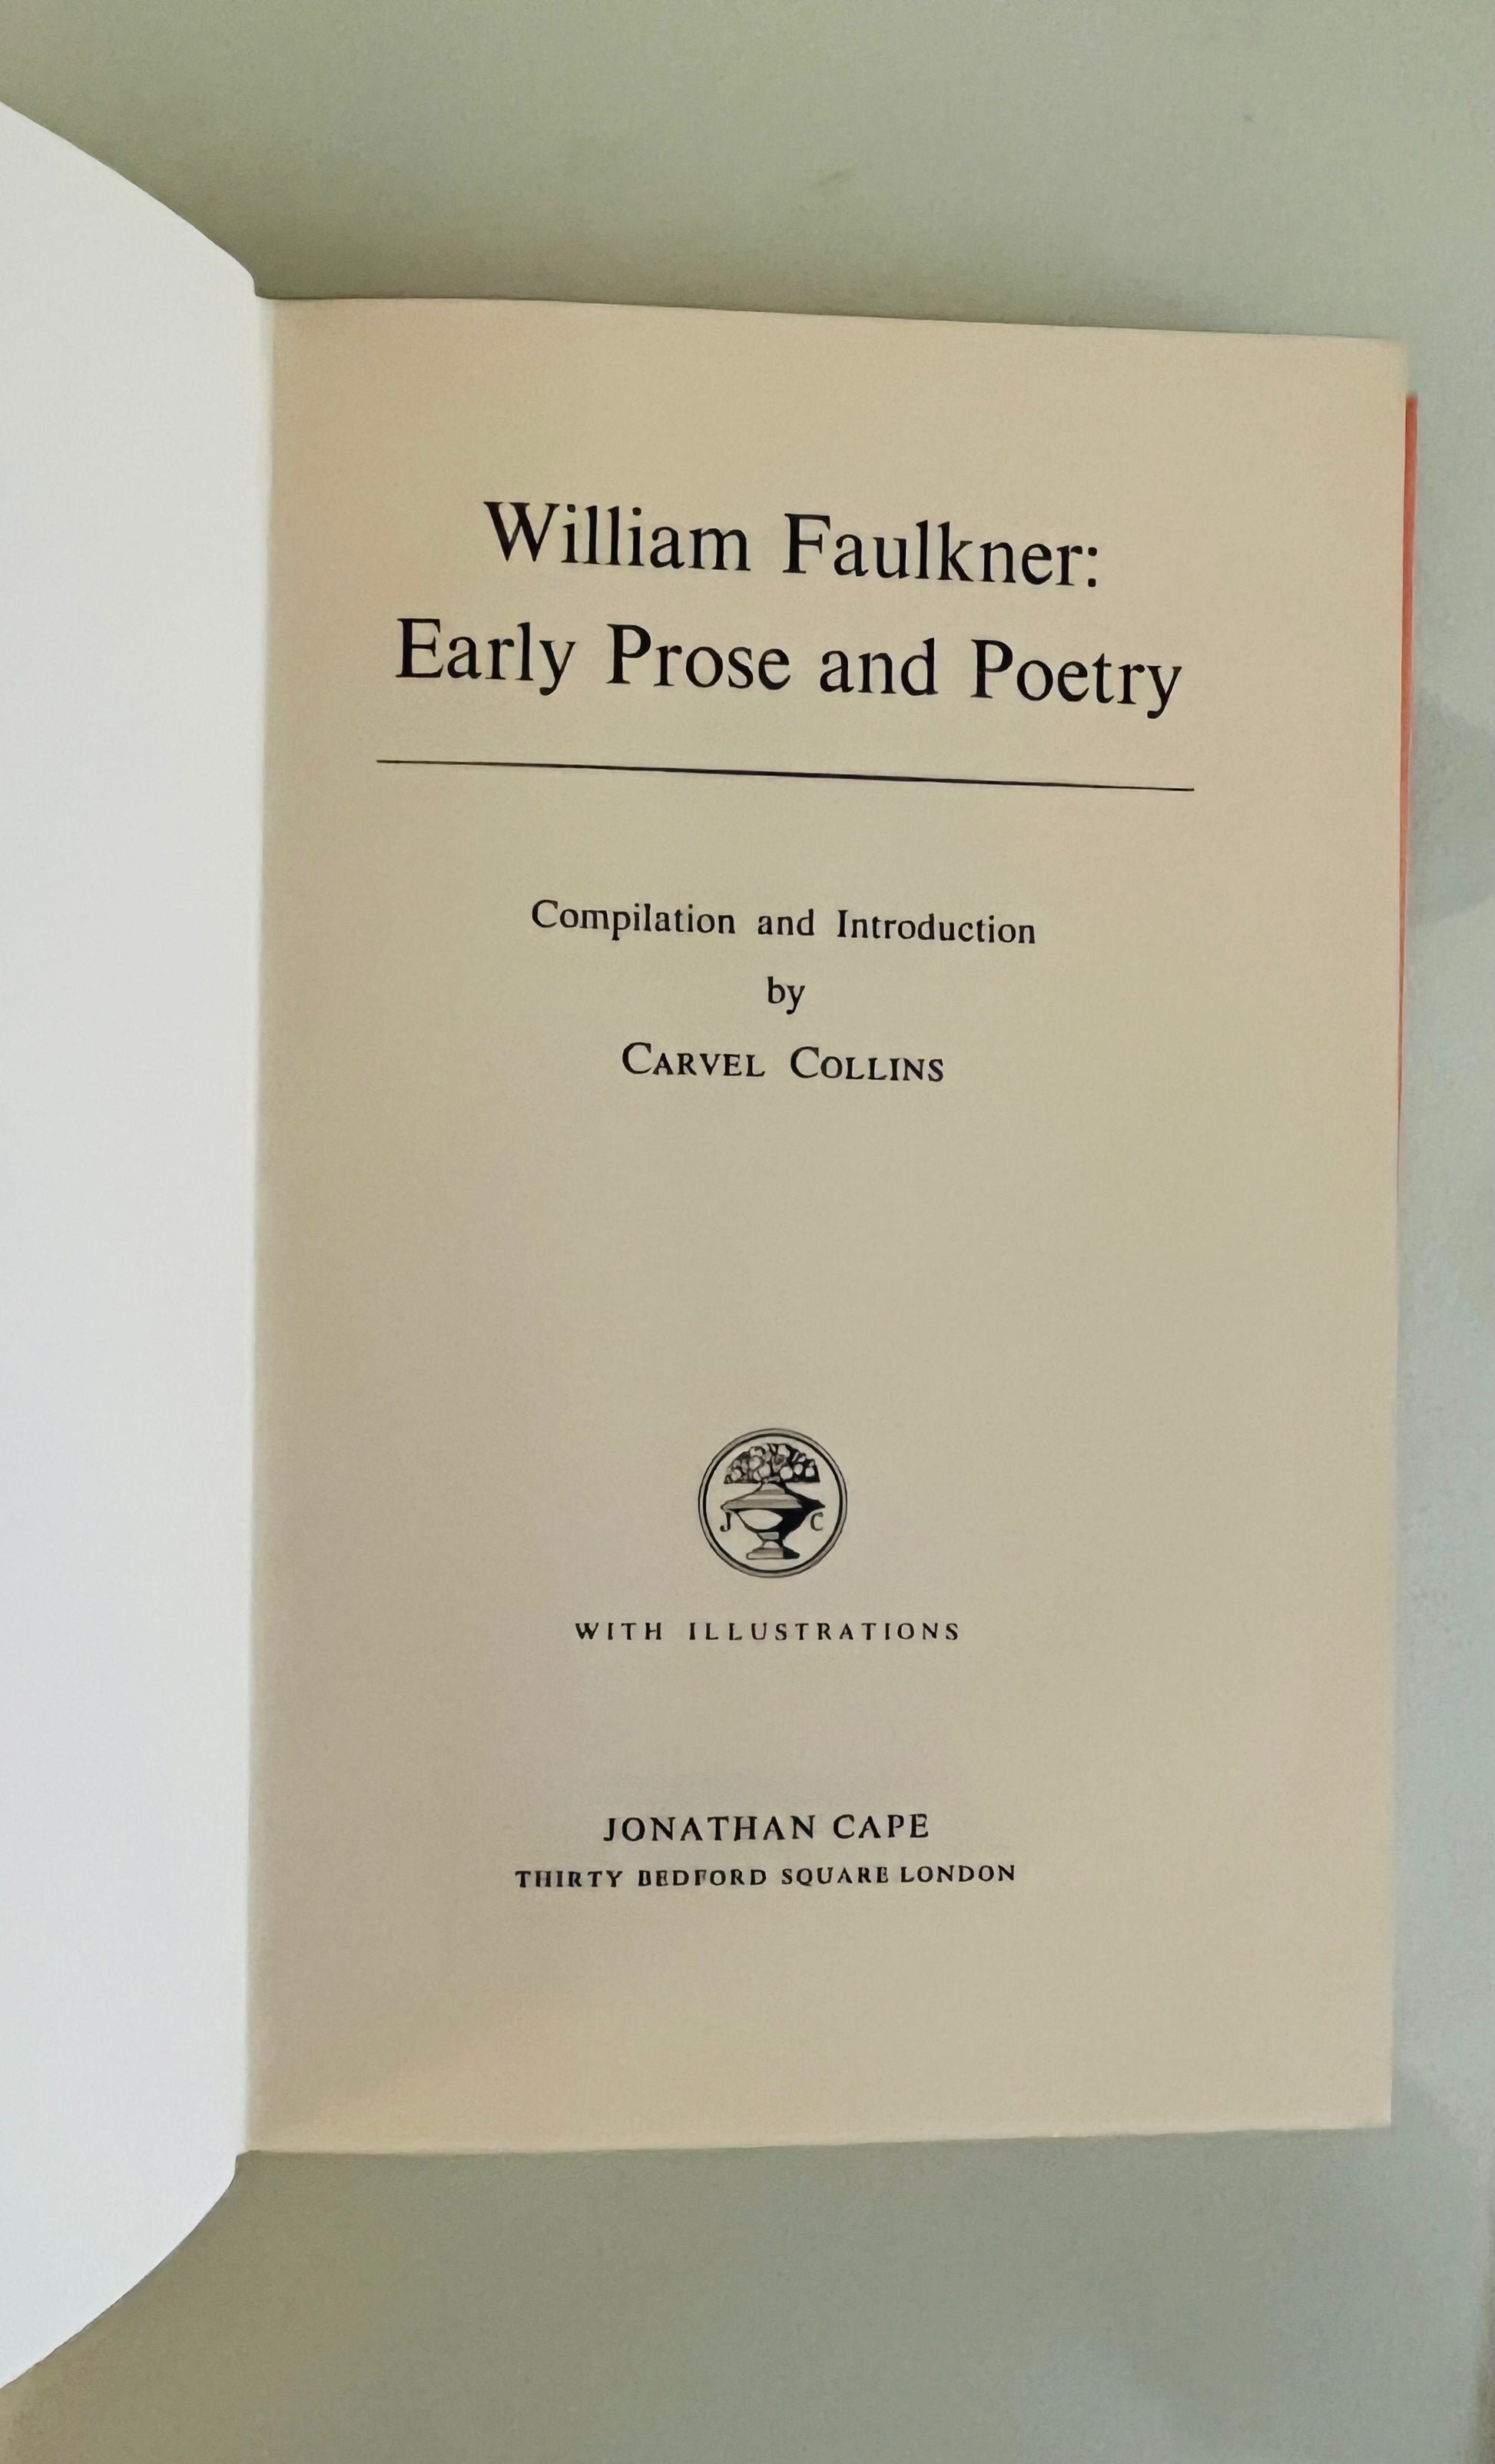 William Faulkner:
Early Prose and Poetry
Compilation and Introduction
by
CARVEL COLLINS
J C
WITH ILLUSTRATIONS
JONATHAN CAPE
THIRTY BEDFORD SQUARE LONDON